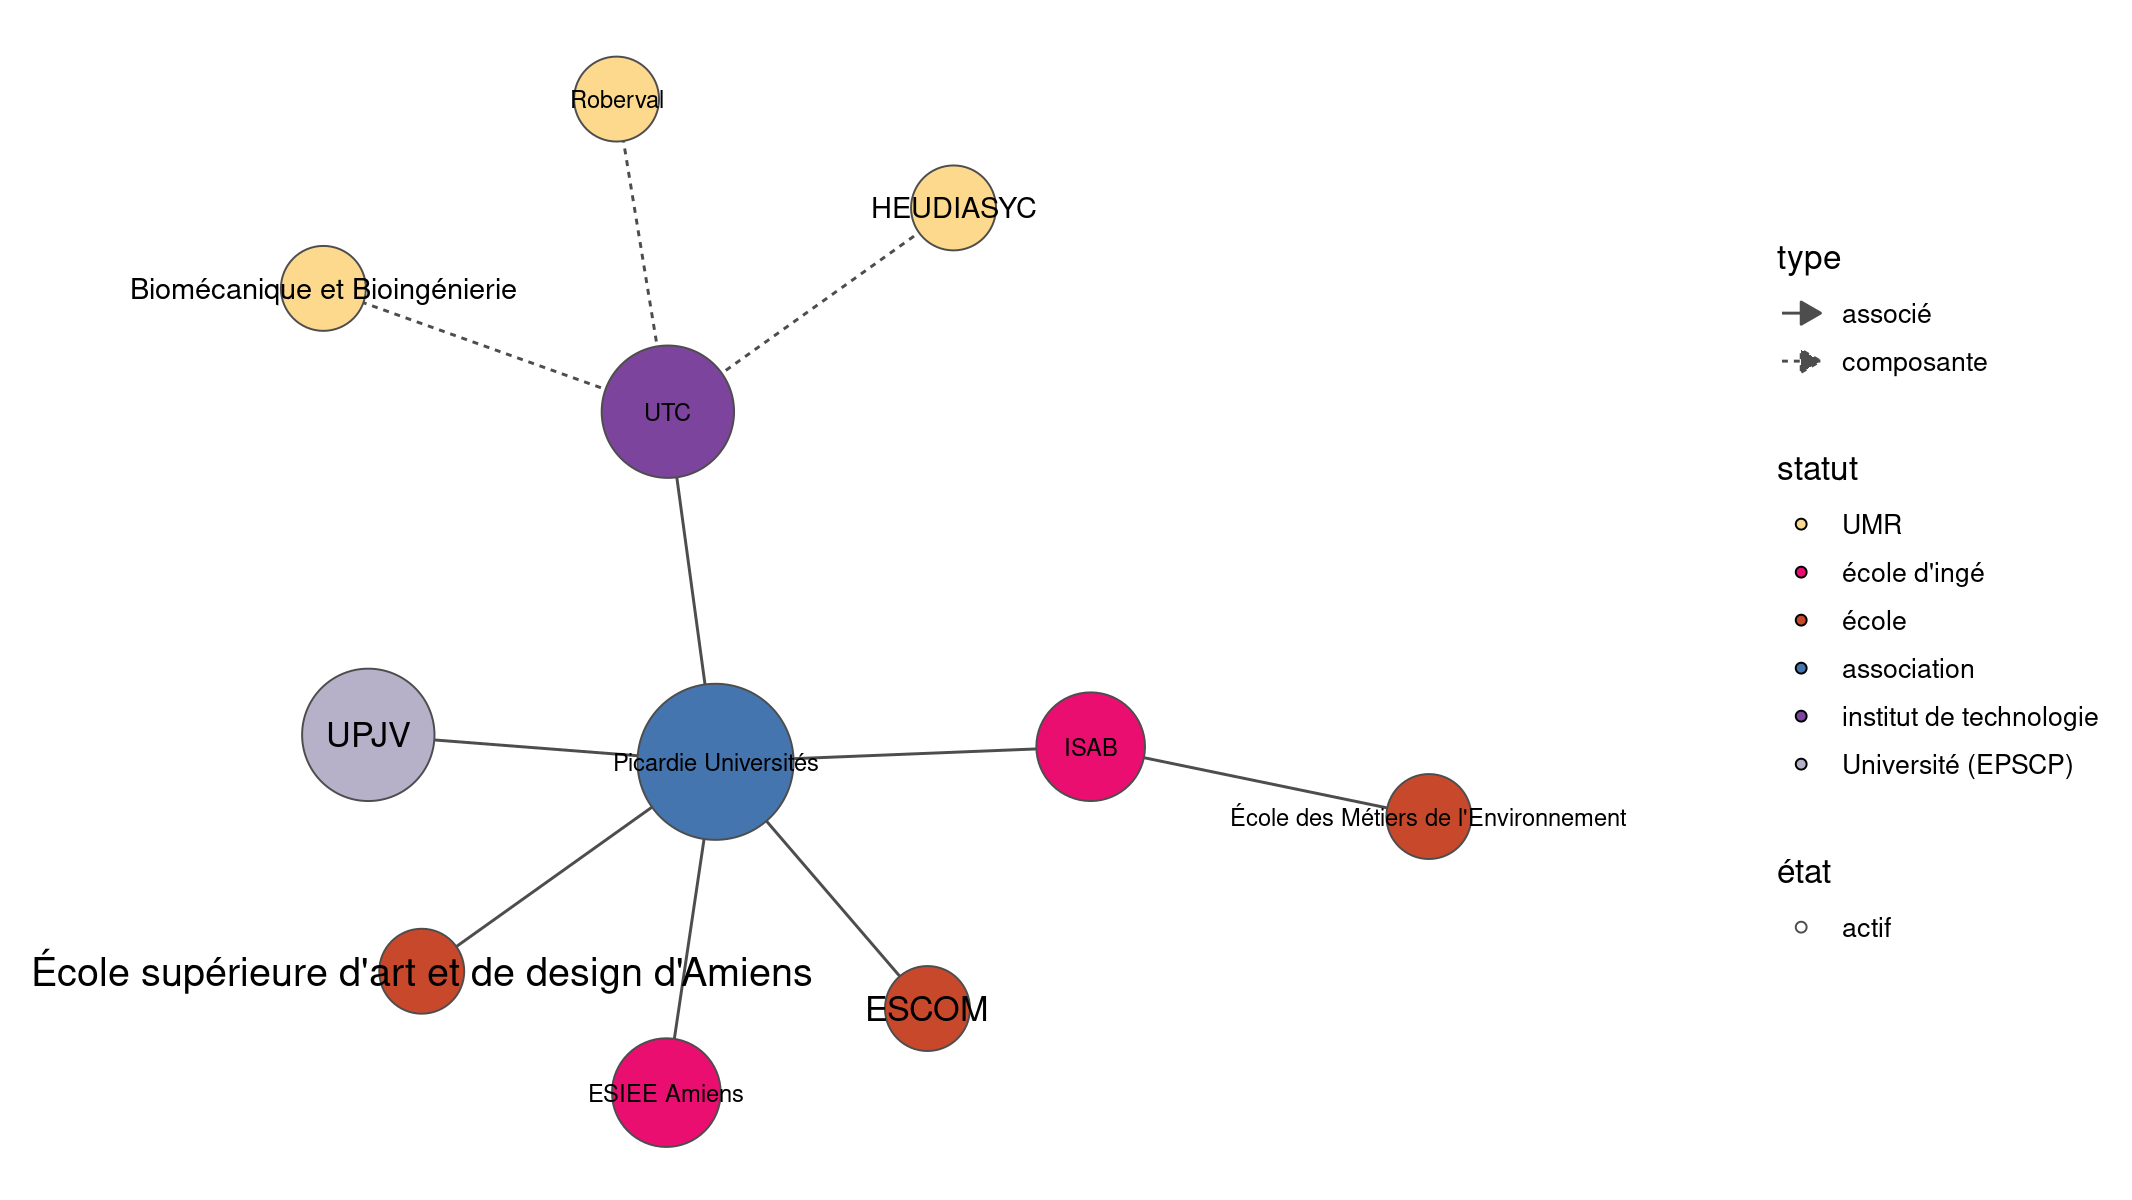 Roberval
HEUDIASYC
Biomécanique et Bioingénierie
UTC
UPJV
Picardie Universités
ISAB
École des Métiers de l'Environnement
École supérieure d'art et de design d'Amiens
ESCOM
ESIEE Amiens
type
associé
composante
statut
UMR
école d'ingé
école
association
institut de technologie
Université (EPSCP)
état
actif